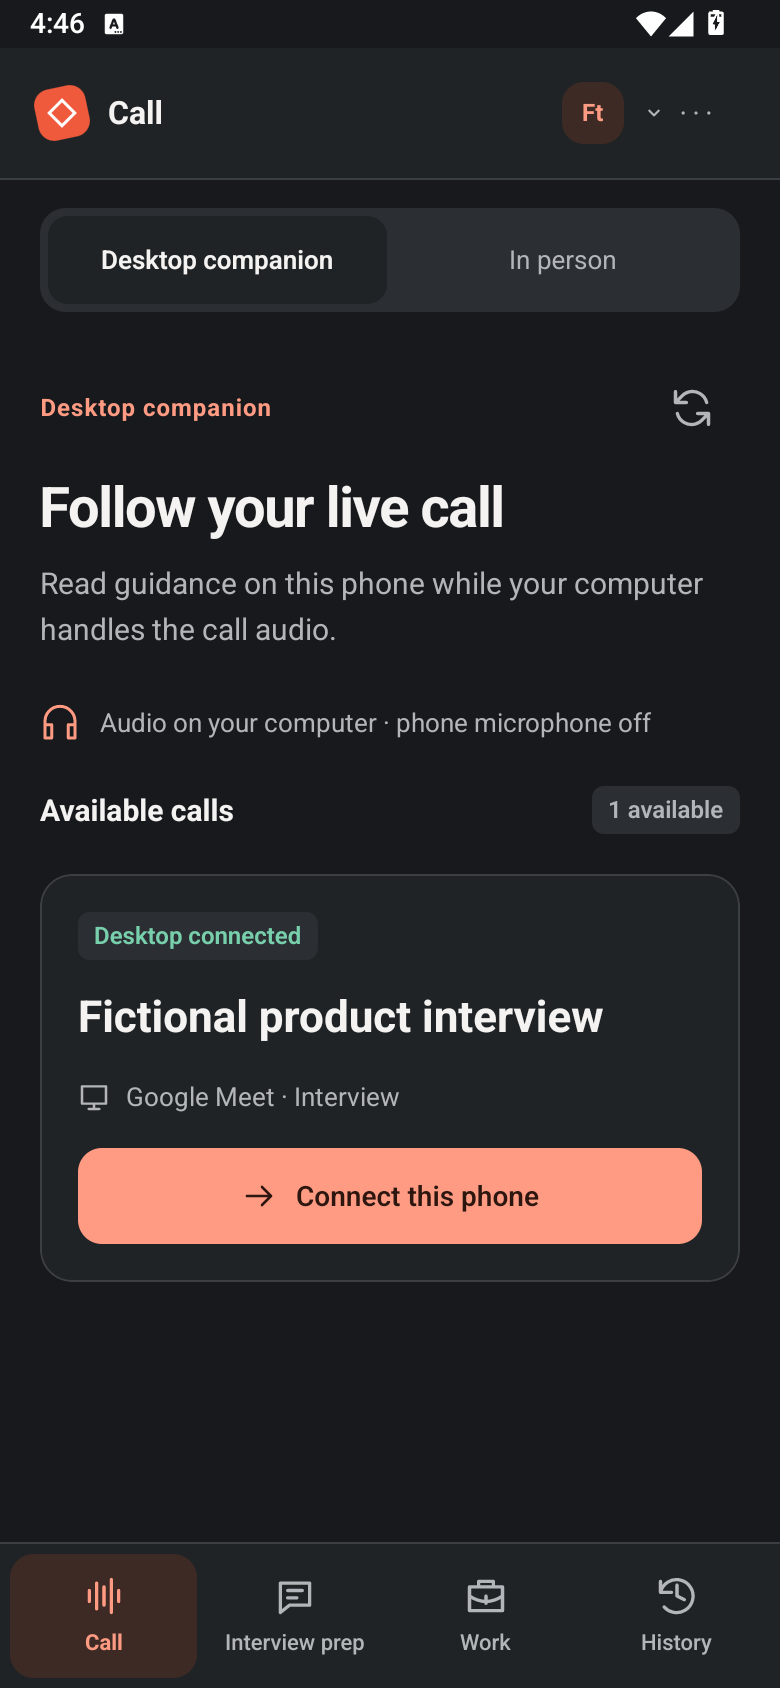 4:46
A
Call
Ft
Desktop companion
In person
Desktop companion
Follow your live call
Read guidance on this phone while your computer
handles the call audio.
Audio on your computer · phone microphone off
Available calls
1 available
Desktop connected
Fictional product interview
Google Meet · Interview
Connect this phone
Call
Interview prep
Work
History